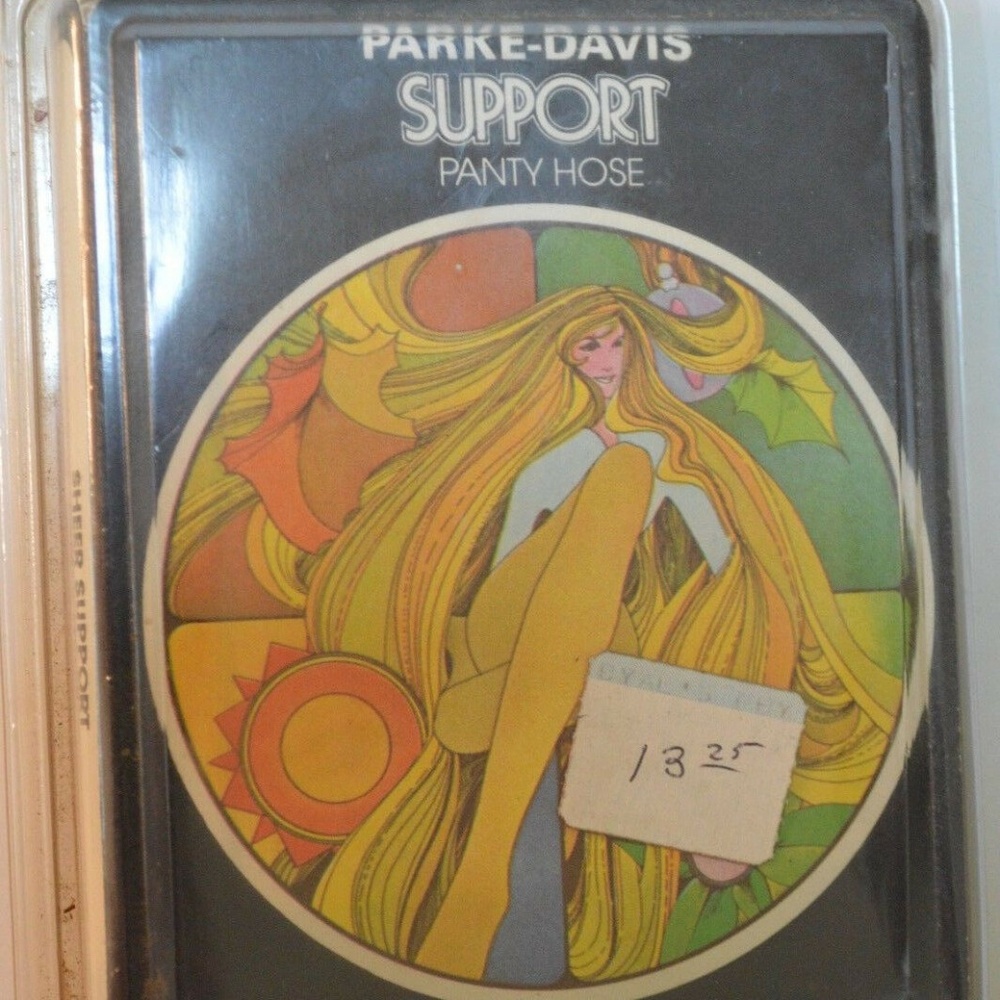 PARKE-DAVIS
SUPPORT
PANTY HOSE
SHEER SUPPORT
13 25